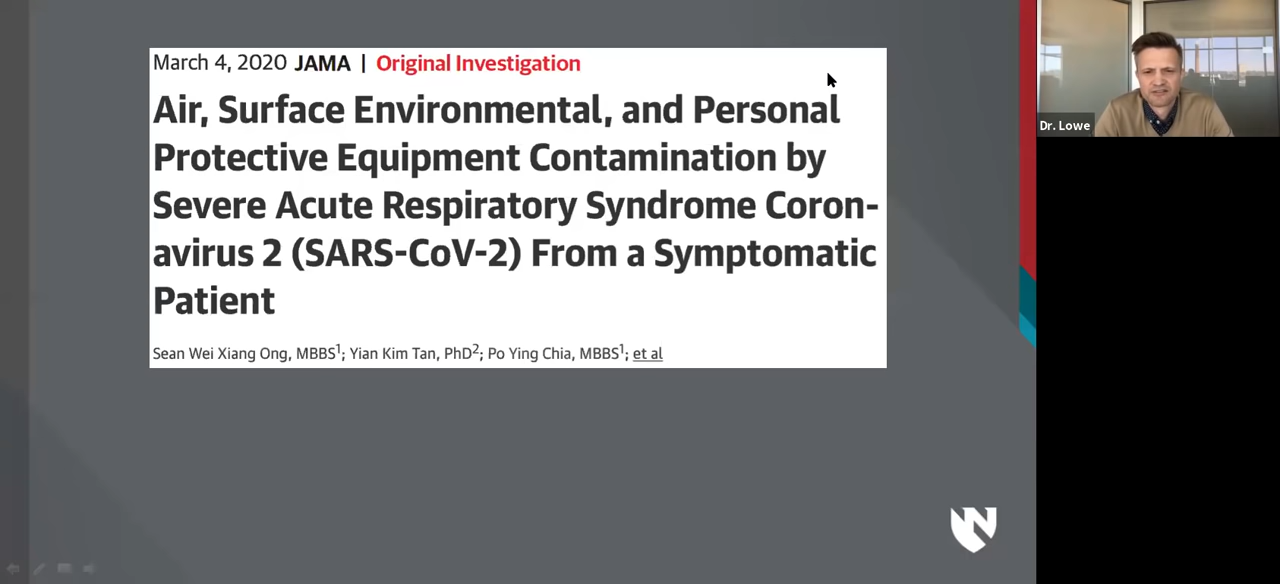 March 4, 2020 JAMA | Original Investigation
Air, Surface Environmental, and Personal
Protective Equipment Contamination by
Severe Acute Respiratory Syndrome Coron-
avirus 2 (SARS-CoV-2) From a Symptomatic
Patient
Sean Wei Xiang Ong, MBBS1; Yian Kim Tan, PhD2; Po Ying Chia, MBBS1; et al
Dr. Lowe